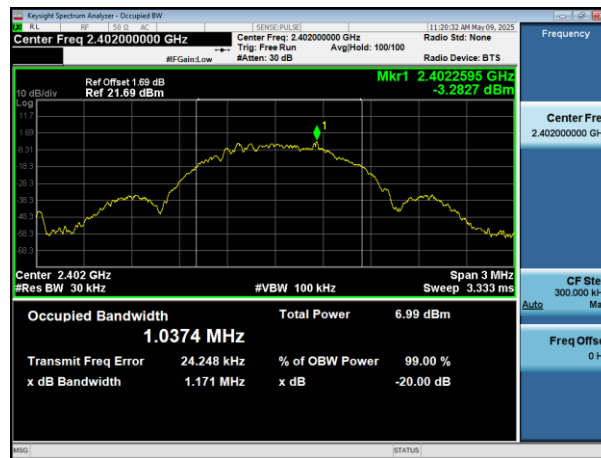 Keysight Spectrum Analyzer - Occupied BW
RL RF 50 Ω AC SENSE:PULSE 11:20:32 AM May 09, 2025
Center Freq 2.402000000 GHz
Center Freq: 2.402000000 GHz
Radio Std: None
Trig: Free Run Avg|Hold: 100/100
#IFGain:Low #Atten: 30 dB Radio Device: BTS
Frequency
Mkr1 2.4022595 GHz
-3.2827 dBm
Ref Offset 1.69 dB
10 dB/div Ref 21.69 dBm
Log
11.7
1.69
-8.31
-18.3
-28.3
-38.3
-48.3
-58.3
-68.3
1
Center 2.402 GHz Span 3 MHz
#Res BW 30 kHz #VBW 100 kHz Sweep 3.333 ms
Occupied Bandwidth Total Power 6.99 dBm
1.0374 MHz
Transmit Freq Error 24.248 kHz % of OBW Power 99.00 %
x dB Bandwidth 1.171 MHz x dB -20.00 dB
Center Fre
2.402000000 GH
CF Ste
300.000 kH
Auto Ma
Freq Offse
0 H
MSG STATUS